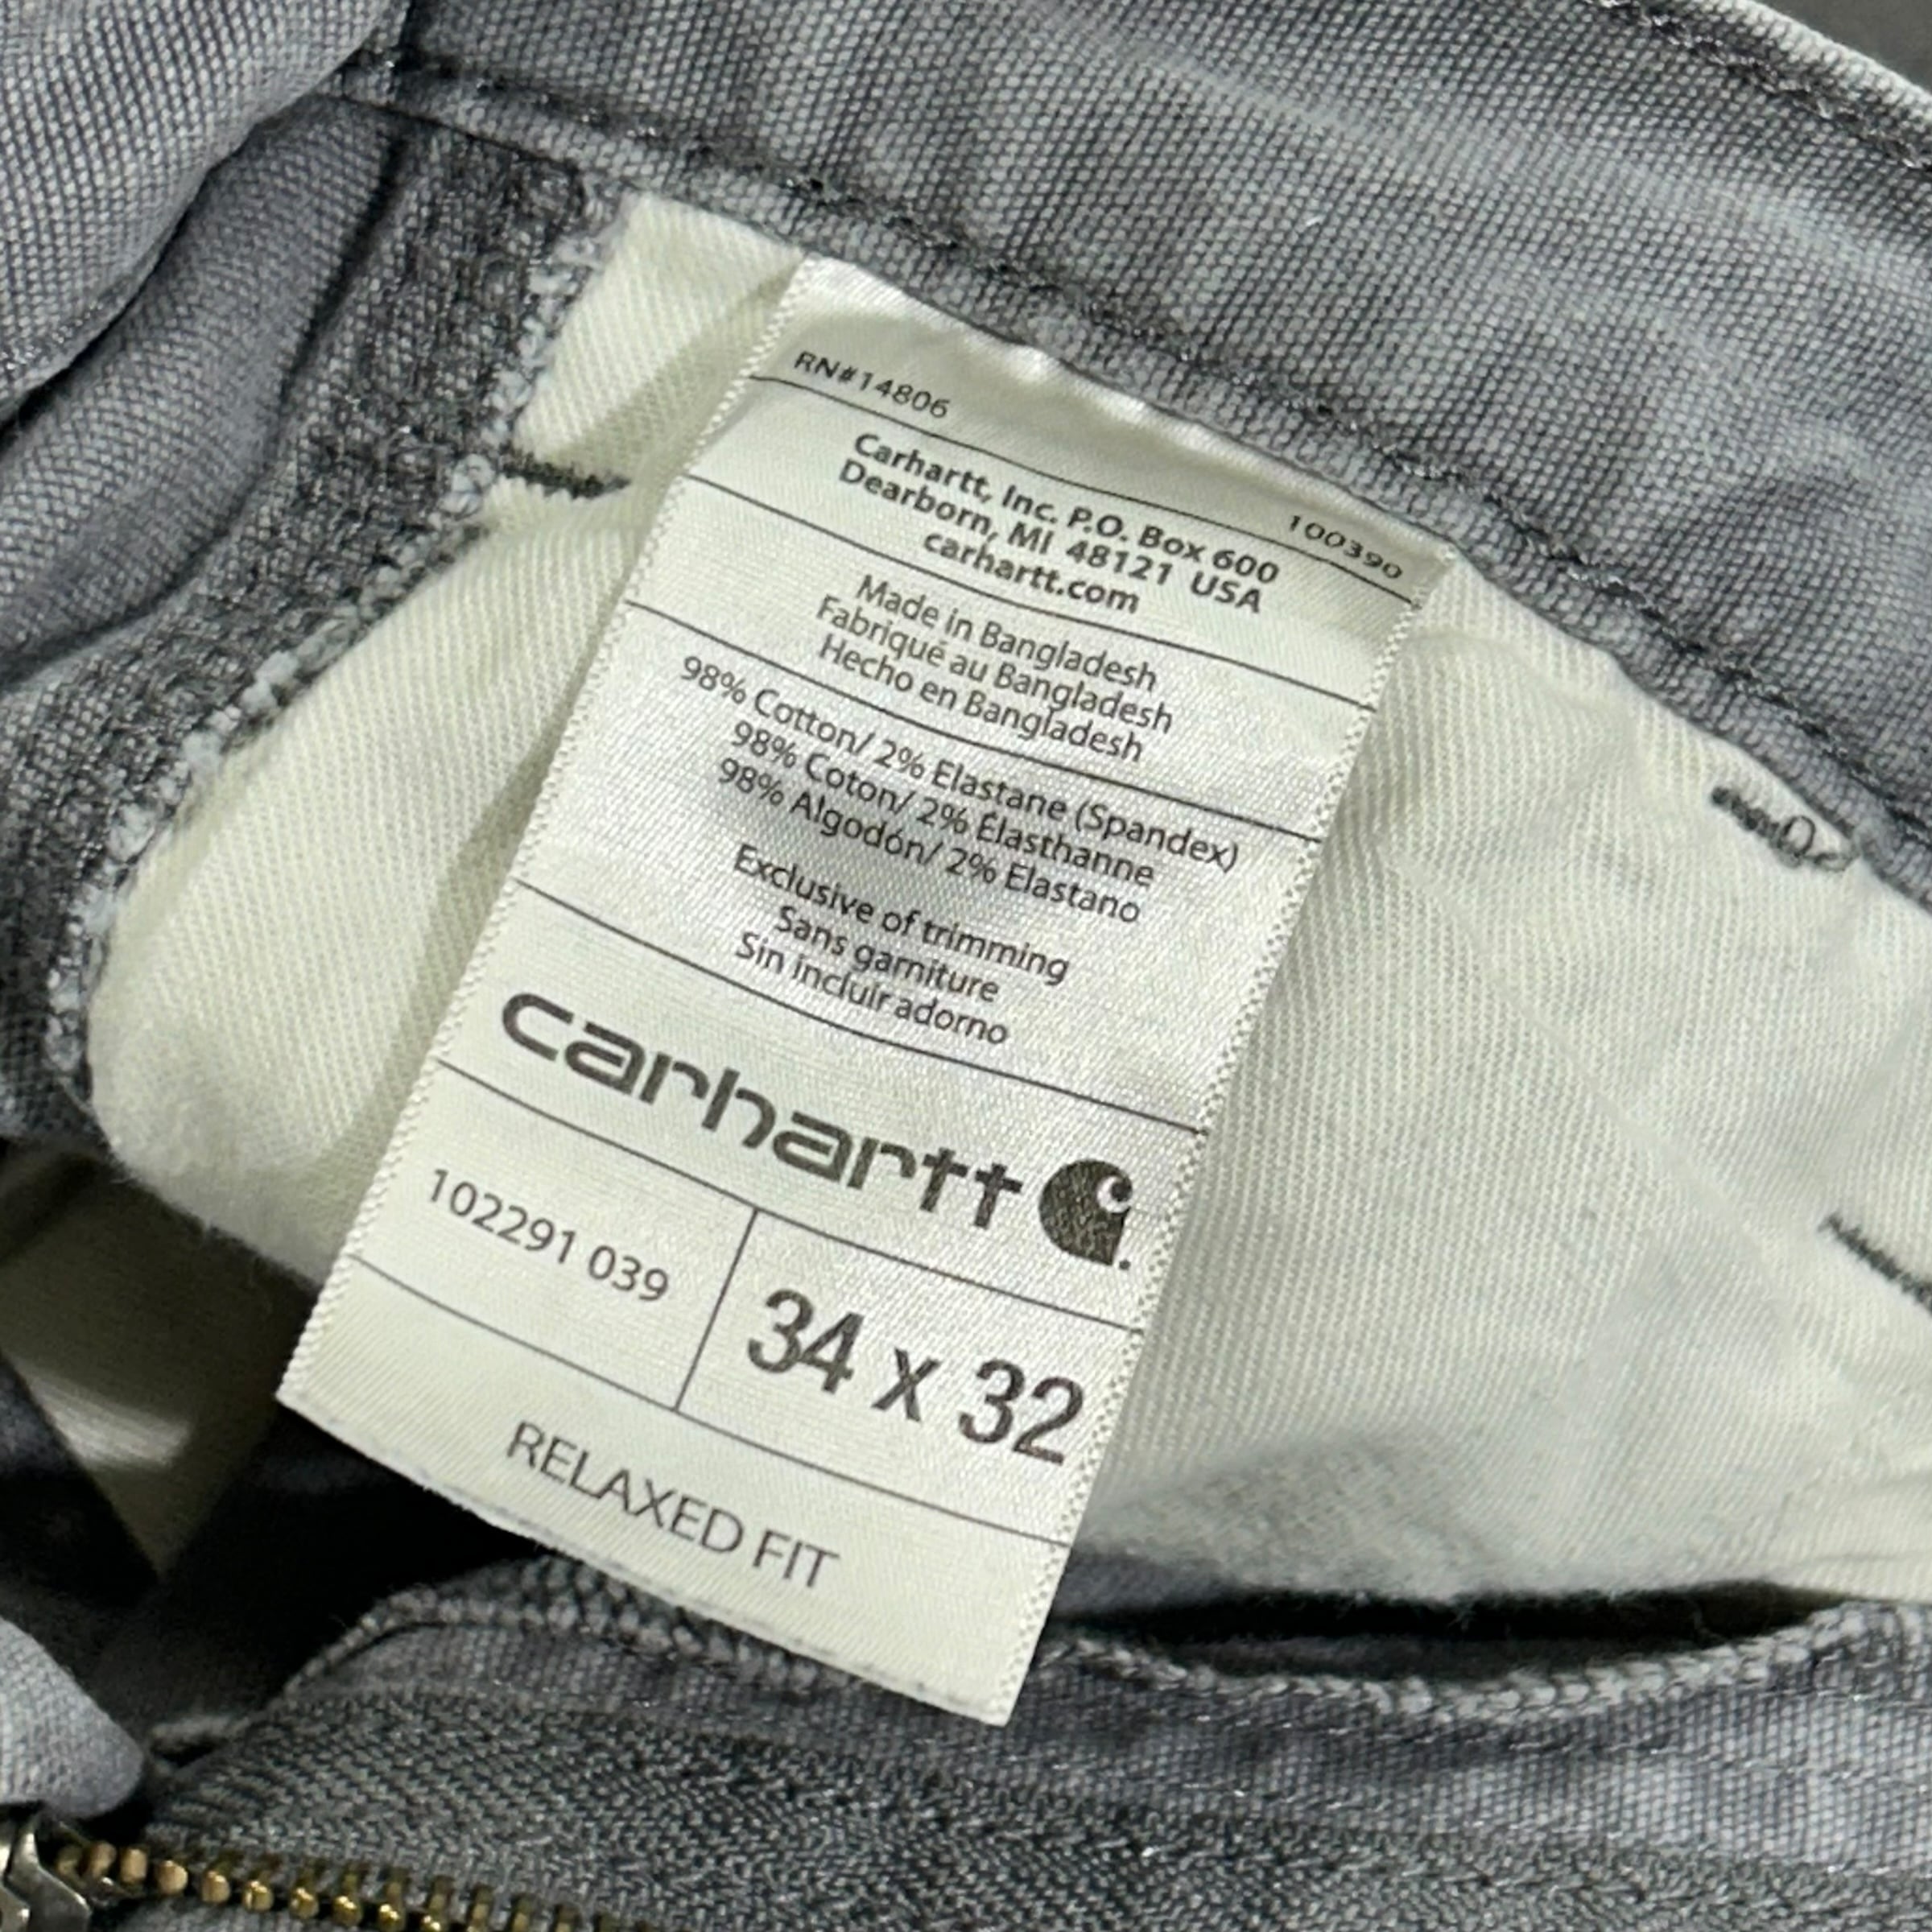 RN#14806
100390
Carhartt, Inc. P.O. Box 600
Dearborn, MI 48121 USA
carhartt.com
Made in Bangladesh
Fabriqué au Bangladesh
Hecho en Bangladesh
98% Cotton/ 2% Elastane (Spandex)
98% Coton/ 2% Élasthanne
98% Algodón/ 2% Elastano
Exclusive of trimming
Sans garniture
Sin incluir adorno
carhartt
102291 039
34 x 32
RELAXED FIT